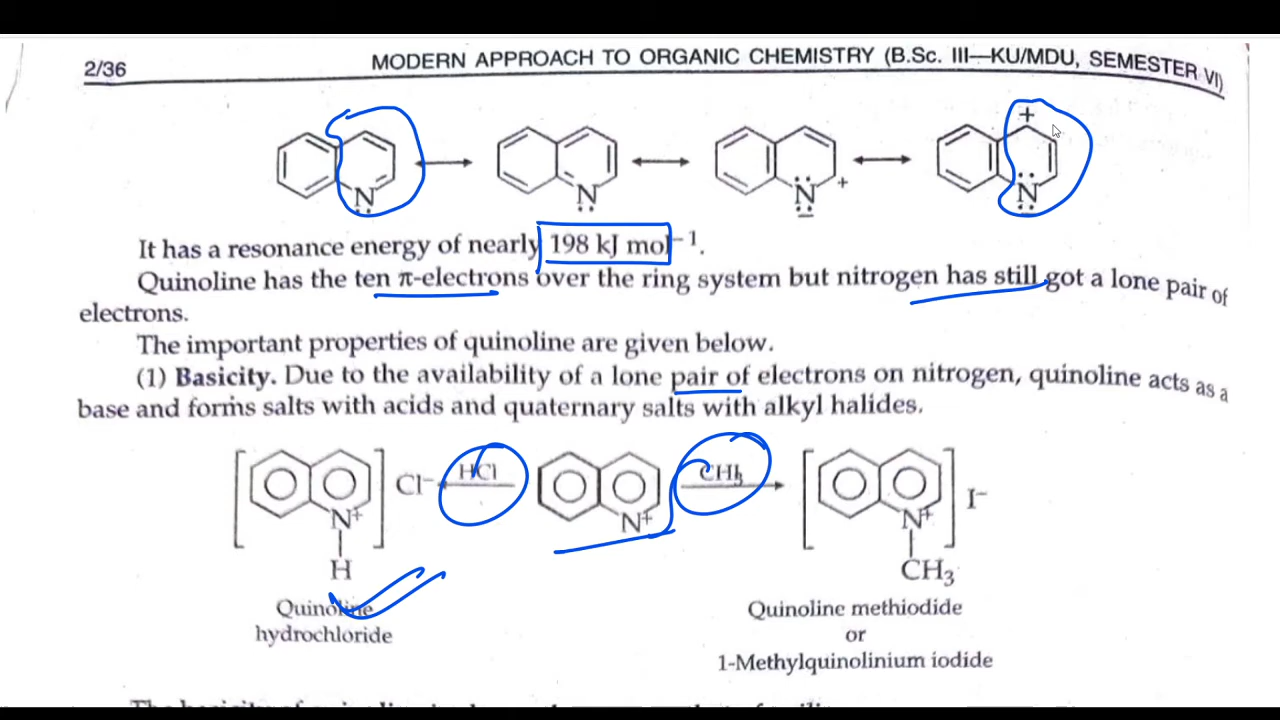 2/36
MODERN APPROACH TO ORGANIC CHEMISTRY (B.Sc. III—KU/MDU, SEMESTER VI)
+
N N N + N
It has a resonance energy of nearly 198 kJ mol⁻¹.
Quinoline has the ten π-electrons over the ring system but nitrogen has still got a lone pair of
electrons.
The important properties of quinoline are given below.
(1) Basicity. Due to the availability of a lone pair of electrons on nitrogen, quinoline acts as a
base and forms salts with acids and quaternary salts with alkyl halides.
Cl⁻ HCl CH₃ I⁻
N⁺ N⁺ N⁺
H CH₃
Quinoline Quinoline methiodide
hydrochloride or
1-Methylquinolinium iodide